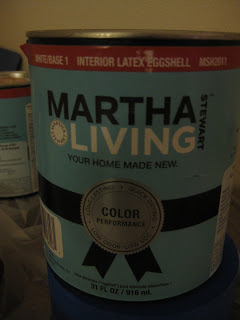 WHITE/BASE 1 INTERIOR LATEX EGGSHELL MSH2011
MARTHA
STEWART
LIVING
YOUR HOME MADE NEW.
COLOR
PERFORMANCE
31 FL OZ / 916 mL